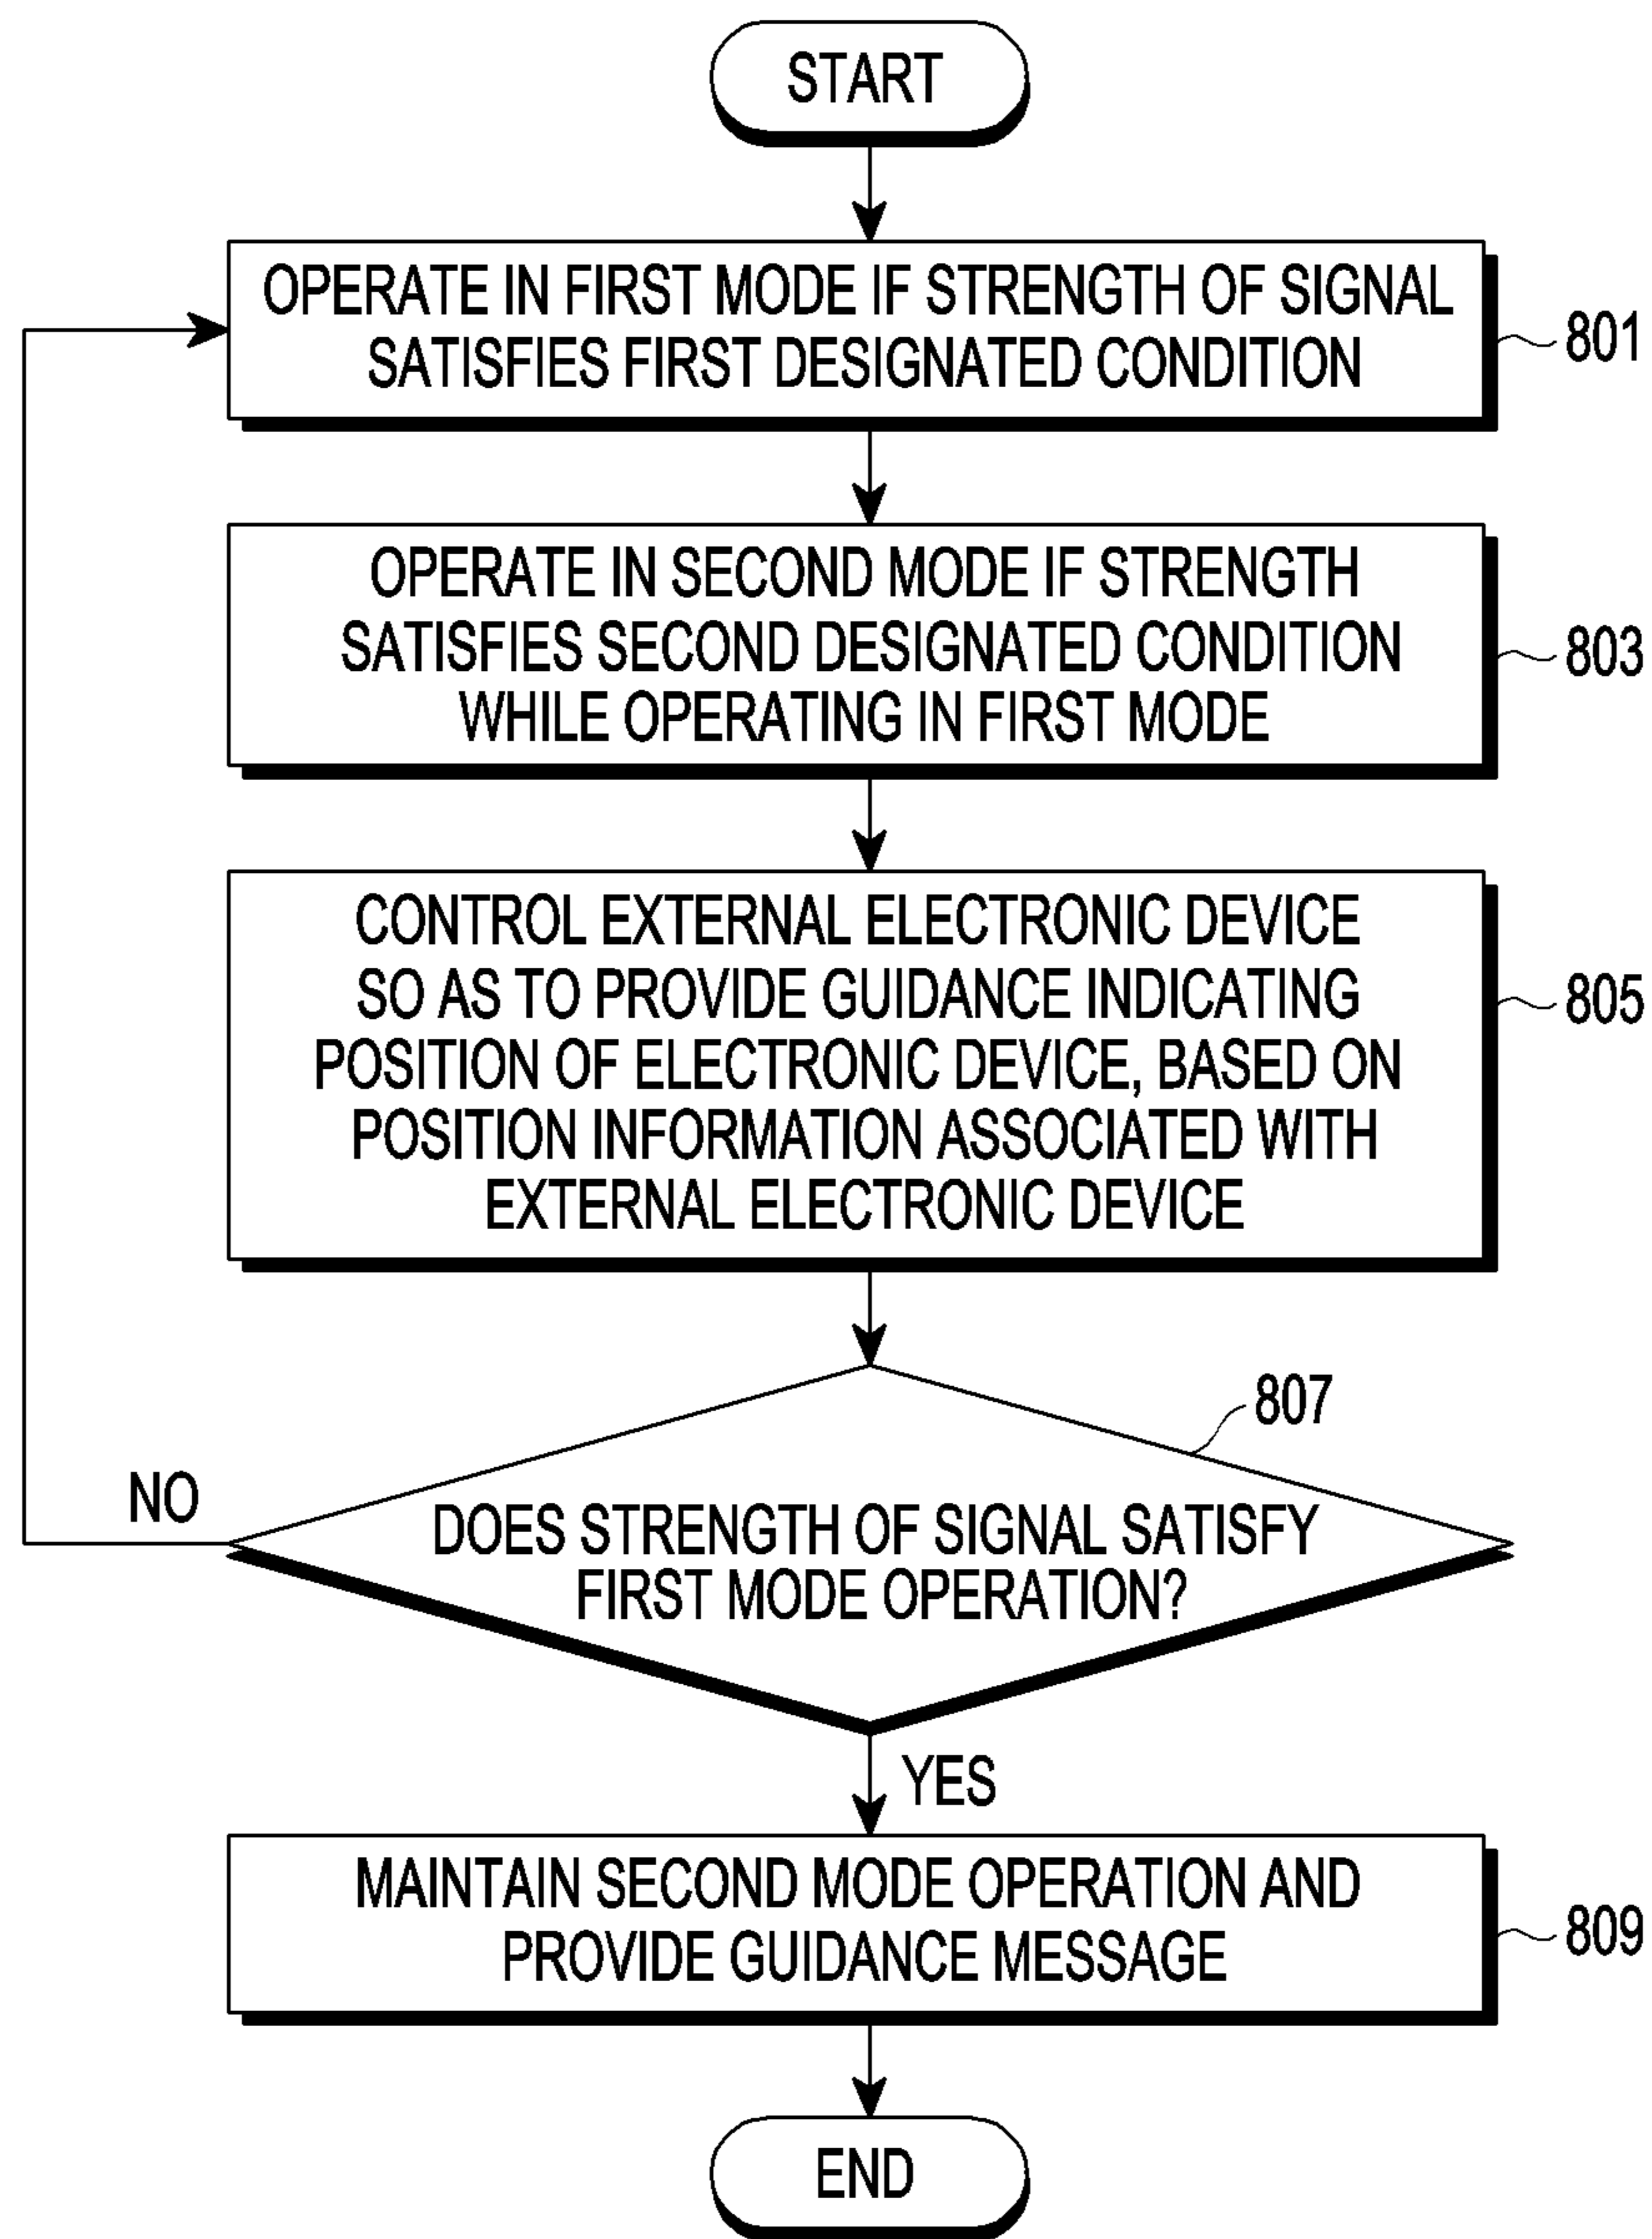 START
OPERATE IN FIRST MODE IF STRENGTH OF SIGNAL
SATISFIES FIRST DESIGNATED CONDITION
801
OPERATE IN SECOND MODE IF STRENGTH
SATISFIES SECOND DESIGNATED CONDITION
WHILE OPERATING IN FIRST MODE
803
CONTROL EXTERNAL ELECTRONIC DEVICE
SO AS TO PROVIDE GUIDANCE INDICATING
POSITION OF ELECTRONIC DEVICE, BASED ON
POSITION INFORMATION ASSOCIATED WITH
EXTERNAL ELECTRONIC DEVICE
805
807
NO
DOES STRENGTH OF SIGNAL SATISFY
FIRST MODE OPERATION?
YES
MAINTAIN SECOND MODE OPERATION AND
PROVIDE GUIDANCE MESSAGE
809
END